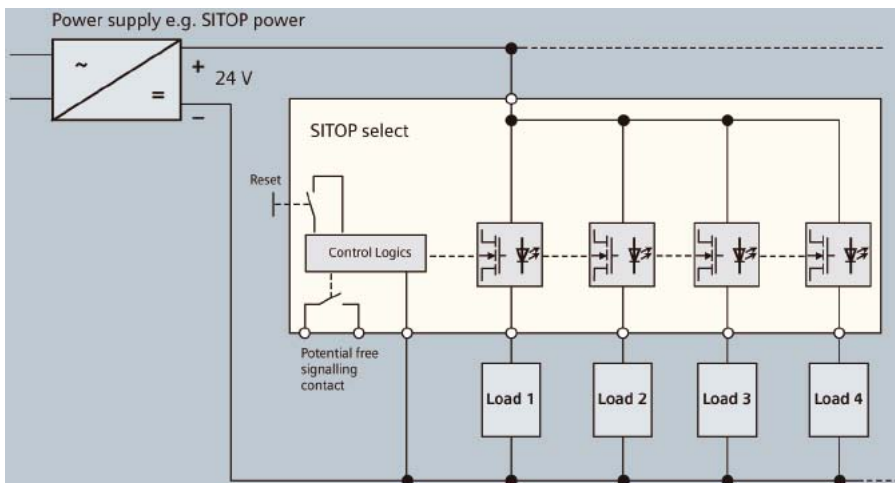 Power supply e.g. SITOP power
~
=
+
24 V
−
SITOP select
Reset
Control Logics
Potential free
signalling
contact
Load 1
Load 2
Load 3
Load 4